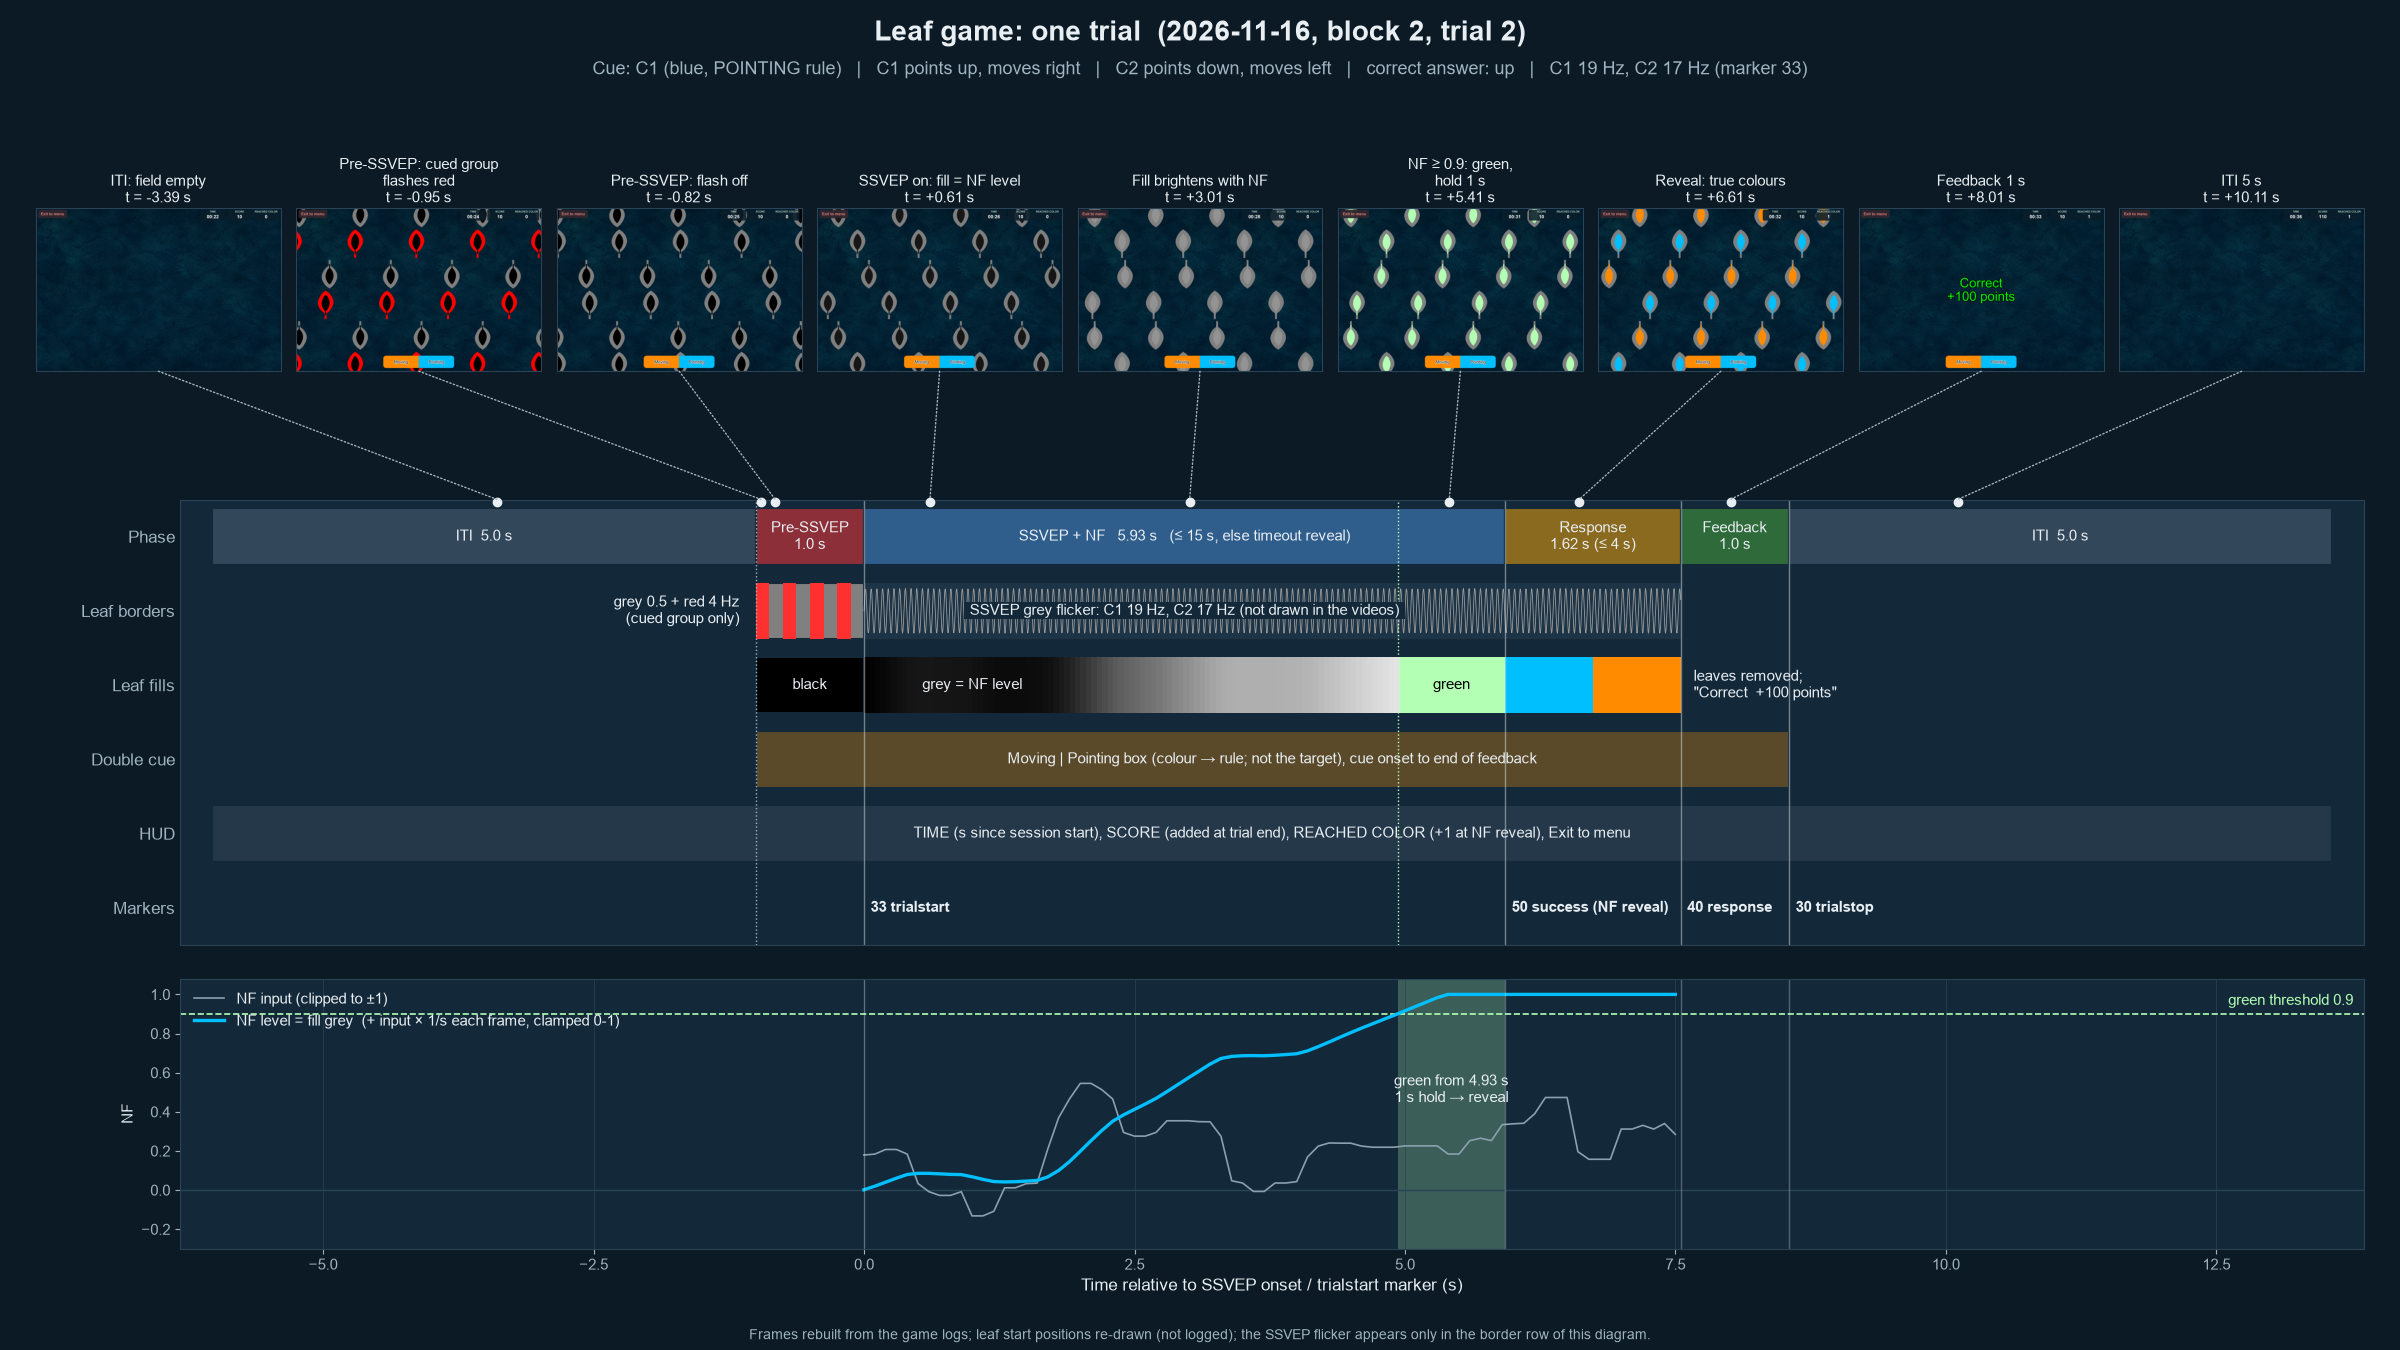 Leaf game: one trial  (2026-11-16, block 2, trial 2)
Cue: C1 (blue, POINTING rule)   |   C1 points up, moves right   |   C2 points down, moves left   |   correct answer: up   |   C1 19 Hz, C2 17 Hz (marker 33)
ITI: field empty
t = -3.39 s
Pre-SSVEP: cued group
flashes red
t = -0.95 s
Pre-SSVEP: flash off
t = -0.82 s
SSVEP on: fill = NF level
t = +0.61 s
Fill brightens with NF
t = +3.01 s
NF ≥ 0.9: green,
hold 1 s
t = +5.41 s
Reveal: true colours
t = +6.61 s
Feedback 1 s
t = +8.01 s
ITI 5 s
t = +10.11 s
Correct
+100 points
Phase
ITI  5.0 s
Pre-SSVEP
1.0 s
SSVEP + NF   5.93 s   (≤ 15 s, else timeout reveal)
Response
1.62 s (≤ 4 s)
Feedback
1.0 s
ITI  5.0 s
Leaf borders
grey 0.5 + red 4 Hz
(cued group only)
SSVEP grey flicker: C1 19 Hz, C2 17 Hz (not drawn in the videos)
Leaf fills
black
grey = NF level
green
leaves removed;
"Correct  +100 points"
Double cue
Moving | Pointing box (colour → rule; not the target), cue onset to end of feedback
HUD
TIME (s since session start), SCORE (added at trial end), REACHED COLOR (+1 at NF reveal), Exit to menu
Markers
33 trialstart
50 success (NF reveal)
40 response
30 trialstop
NF input (clipped to ±1)
NF level = fill grey  (+ input × 1/s each frame, clamped 0-1)
green threshold 0.9
green from 4.93 s
1 s hold → reveal
NF
1.0
0.8
0.6
0.4
0.2
0.0
−0.2
−5.0
−2.5
0.0
2.5
5.0
7.5
10.0
12.5
Time relative to SSVEP onset / trialstart marker (s)
Frames rebuilt from the game logs; leaf start positions re-drawn (not logged); the SSVEP flicker appears only in the border row of this diagram.